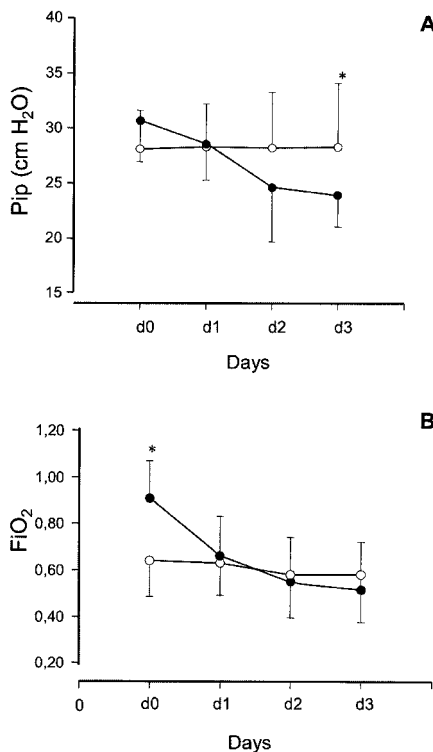 A
40
35
30
25
20
15
Pip (cm H₂O)
*
d0 d1 d2 d3
Days
B
1,20
1,00
0,80
0,60
0,40
0,20
FiO₂
*
0 d0 d1 d2 d3
Days